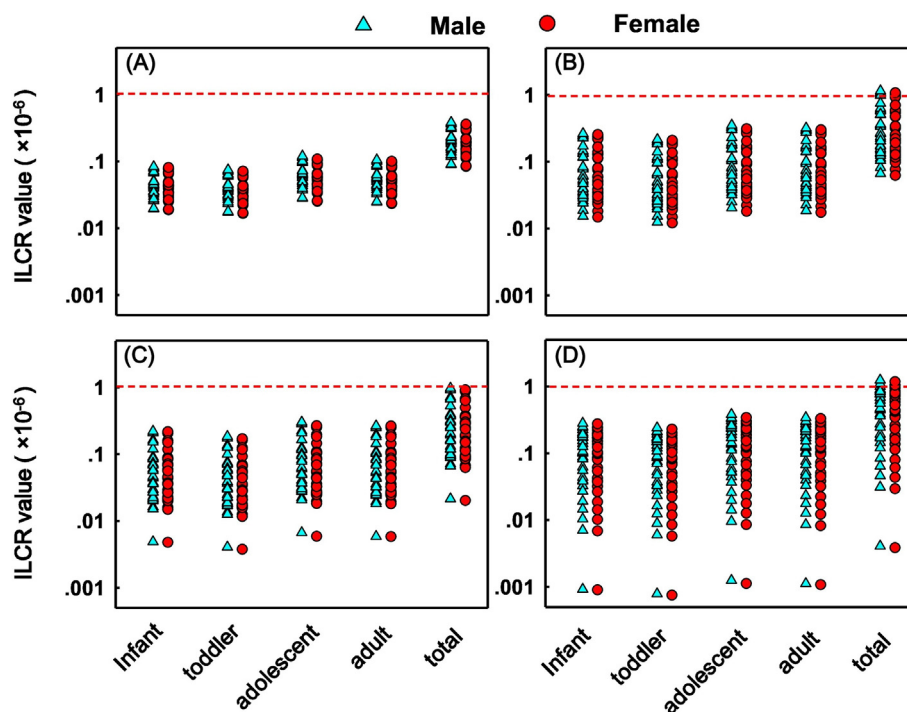 Male Female
(A) (B)
ILCR value ( ×10⁻⁶)
1
.1
.01
.001
1
.1
.01
.001
(C) (D)
ILCR value ( ×10⁻⁶)
1
.1
.01
.001
1
.1
.01
.001
Infant toddler adolescent adult total
Infant toddler adolescent adult total